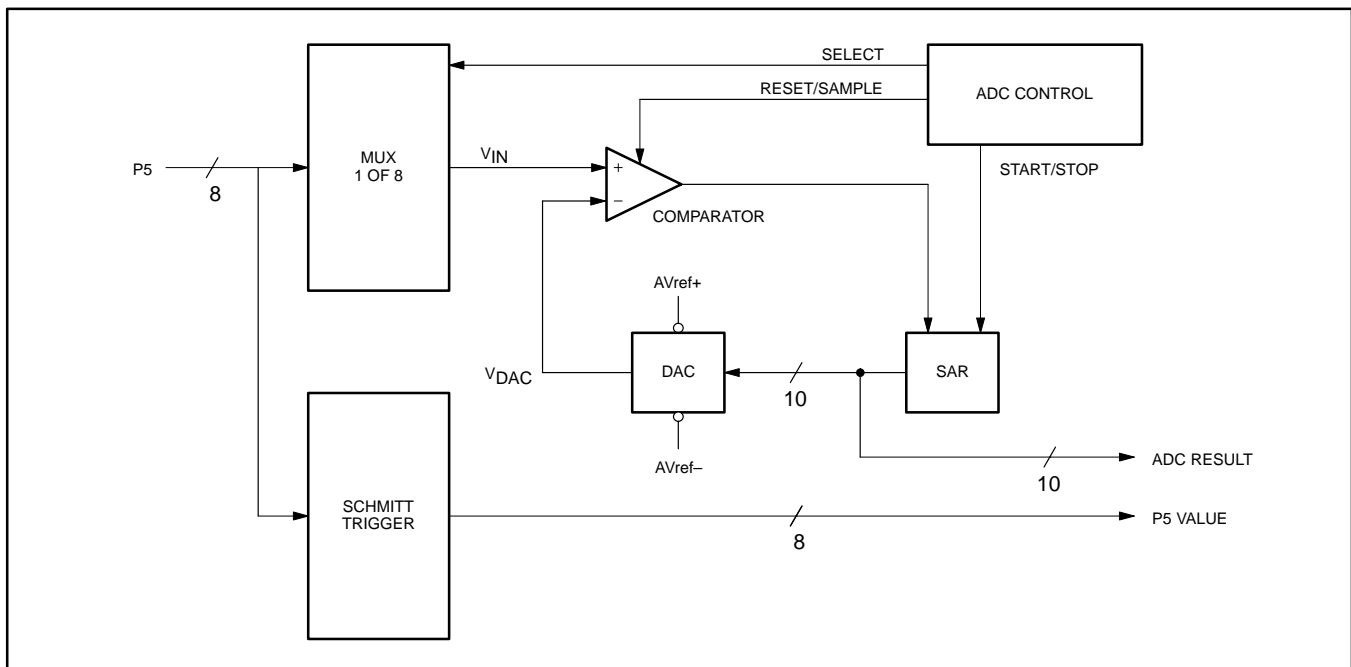 SELECT
RESET/SAMPLE
ADC CONTROL
P5
8
MUX
1 OF 8
VIN
+
–
COMPARATOR
START/STOP
AVref+
VDAC
DAC
10
SAR
AVref–
10
ADC RESULT
SCHMITT
TRIGGER
8
P5 VALUE